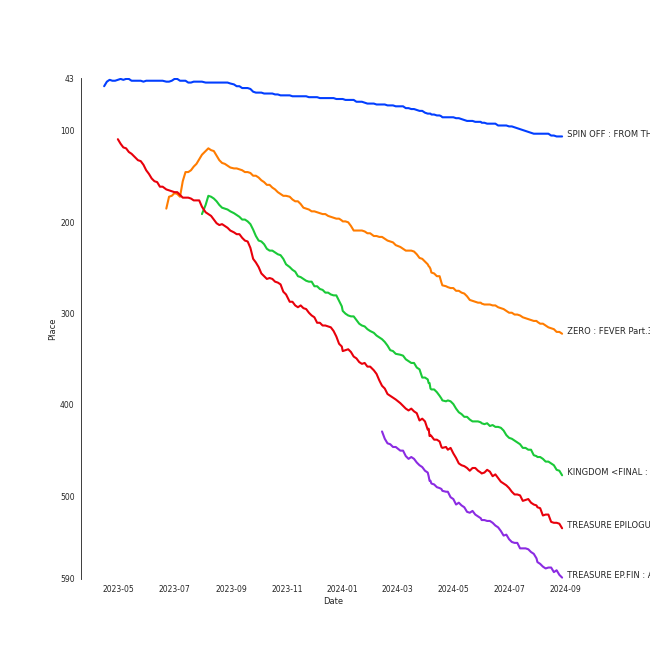 43
SPIN OFF : FROM TH
100
200
300
ZERO : FEVER Part.3
Place
400
KINGDOM <FINAL :
500
TREASURE EPILOGU
TREASURE EP.FIN : A
590
2023-05 2023-07 2023-09 2023-11 2024-01 2024-03 2024-05 2024-07 2024-09
Date